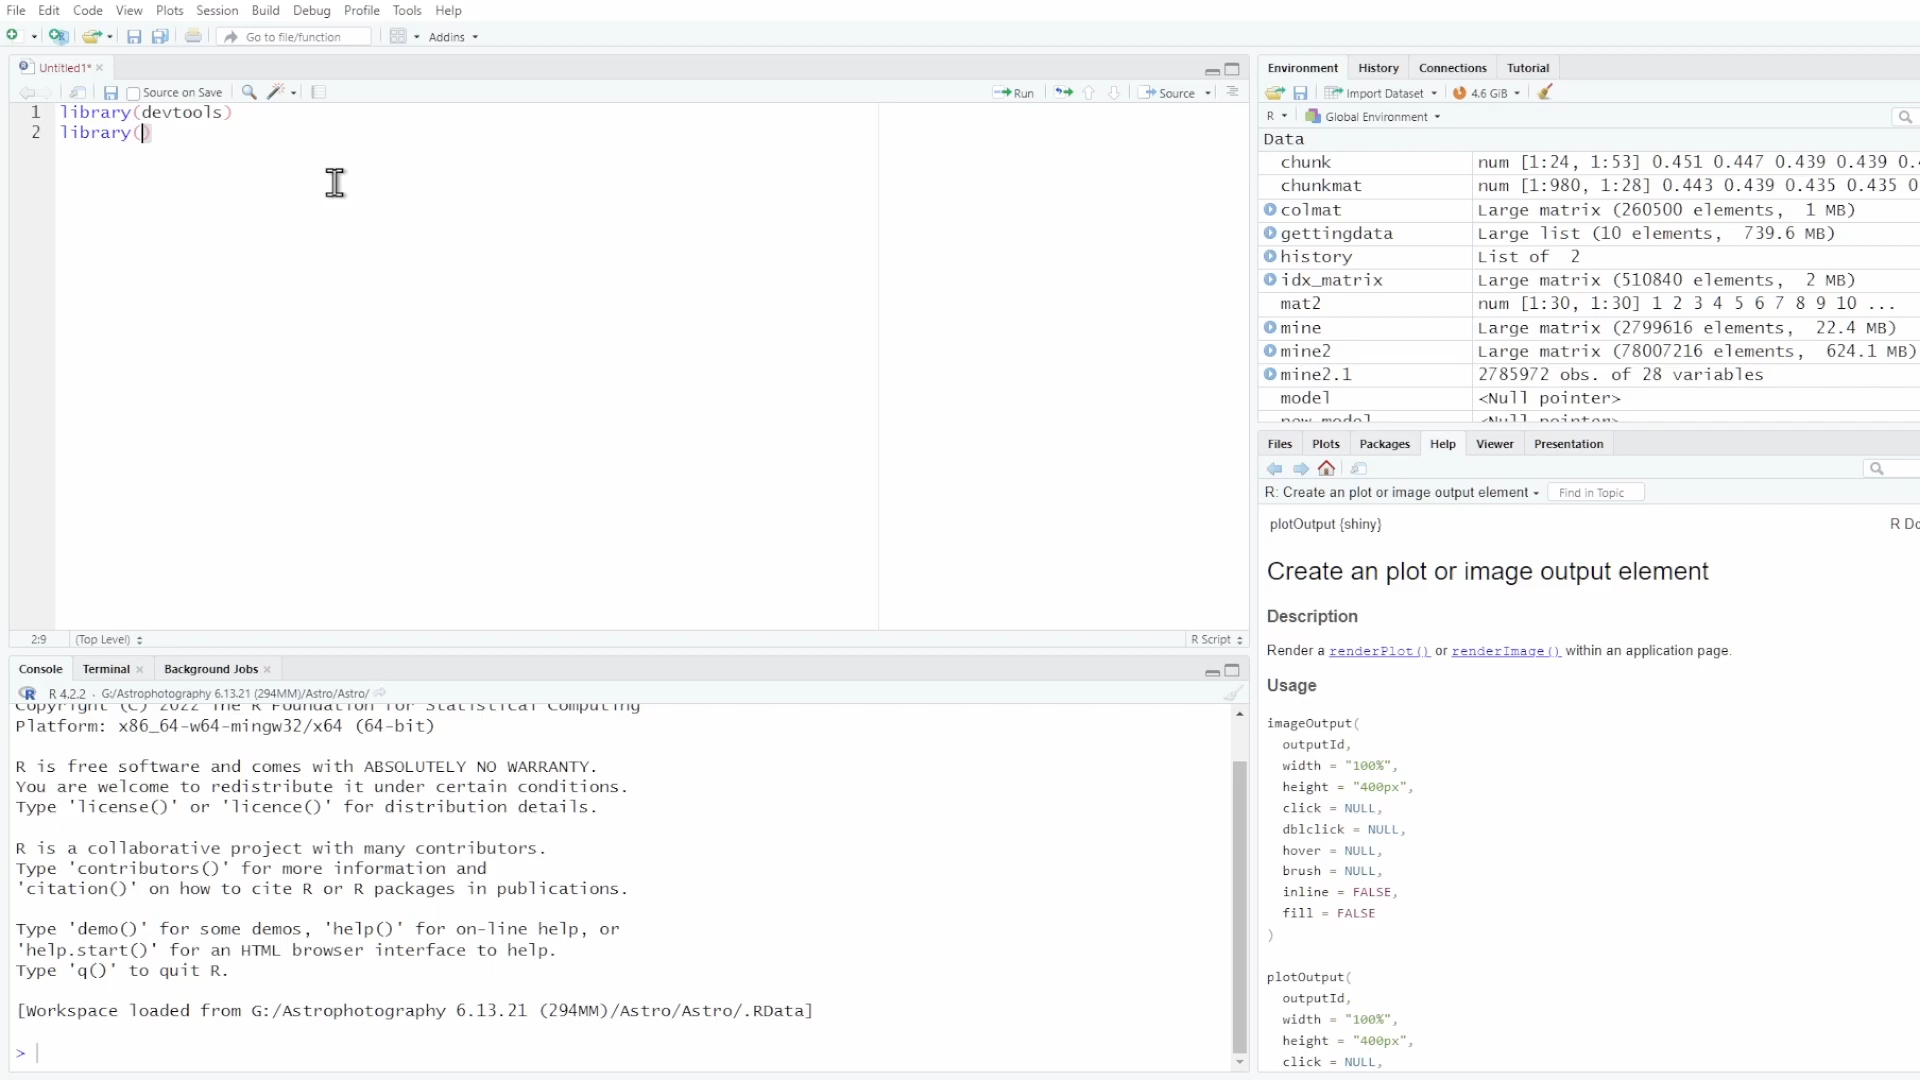 File Edit Code View Plots Session Build Debug Profile Tools Help
Go to file/function Addins
Untitled1*
Source on Save Run Source
1 library(devtools)
2 library()
2:9 (Top Level) R Script
Console Terminal Background Jobs
R 4.2.2 · G:/Astrophotography 6.13.21 (294MM)/Astro/Astro/
Copyright (C) 2022 The R Foundation for Statistical Computing
Platform: x86_64-w64-mingw32/x64 (64-bit)
R is free software and comes with ABSOLUTELY NO WARRANTY.
You are welcome to redistribute it under certain conditions.
Type 'license()' or 'licence()' for distribution details.
R is a collaborative project with many contributors.
Type 'contributors()' for more information and
'citation()' on how to cite R or R packages in publications.
Type 'demo()' for some demos, 'help()' for on-line help, or
'help.start()' for an HTML browser interface to help.
Type 'q()' to quit R.
[Workspace loaded from G:/Astrophotography 6.13.21 (294MM)/Astro/Astro/.RData]
>
Environment History Connections Tutorial
Import Dataset 4.6 GiB
R Global Environment
Data
chunk num [1:24, 1:53] 0.451 0.447 0.439 0.439 0.
chunkmat num [1:980, 1:28] 0.443 0.439 0.435 0.435 0
colmat Large matrix (260500 elements, 1 MB)
gettingdata Large list (10 elements, 739.6 MB)
history List of 2
idx_matrix Large matrix (510840 elements, 2 MB)
mat2 num [1:30, 1:30] 1 2 3 4 5 6 7 8 9 10 ...
mine Large matrix (2799616 elements, 22.4 MB)
mine2 Large matrix (78007216 elements, 624.1 MB)
mine2.1 2785972 obs. of 28 variables
model <Null pointer>
new_model <Null pointer>
Files Plots Packages Help Viewer Presentation
R: Create an plot or image output element Find in Topic
plotOutput {shiny} R Do
Create an plot or image output element
Description
Render a renderPlot() or renderImage() within an application page.
Usage
imageOutput(
outputId,
width = "100%",
height = "400px",
click = NULL,
dblclick = NULL,
hover = NULL,
brush = NULL,
inline = FALSE,
fill = FALSE
)
plotOutput(
outputId,
width = "100%",
height = "400px",
click = NULL,